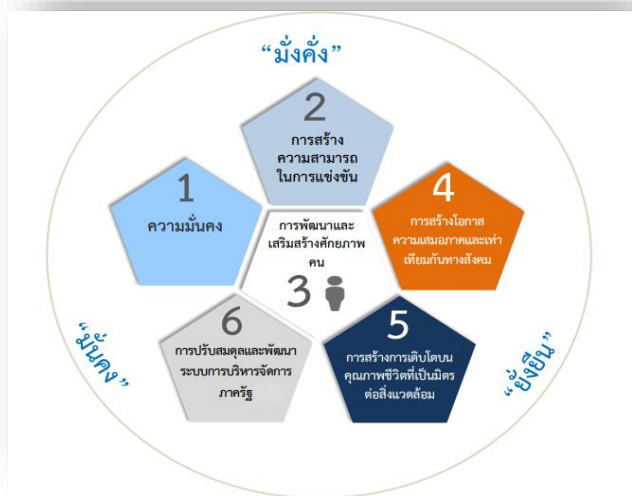 “มั่งคั่ง”
2
การสร้าง
ความสามารถ
ในการแข่งขัน
1
ความมั่นคง
4
การสร้างโอกาส
ความเสมอภาคและเท่า
เทียมกันทางสังคม
การพัฒนาและ
เสริมสร้างศักยภาพ
คน
3
6
การปรับสมดุลและพัฒนา
ระบบการบริหารจัดการ
ภาครัฐ
5
การสร้างการเติบโตบน
คุณภาพชีวิตที่เป็นมิตร
ต่อสิ่งแวดล้อม
“มั่นคง”
“ยั่งยืน”